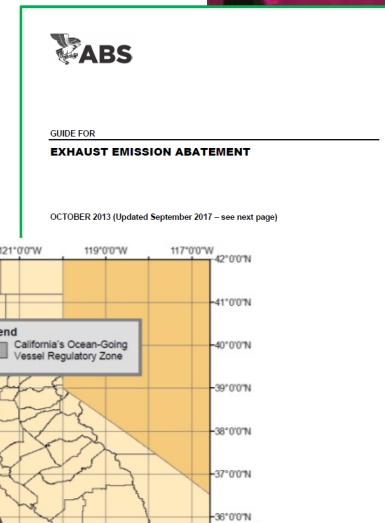 ABS
GUIDE FOR
EXHAUST EMISSION ABATEMENT
OCTOBER 2013 (Updated September 2017 – see next page)
121°0'0"W 119°0'0"W 117°0'0"W
42°0'0"N
41°0'0"N
end
California's Ocean-Going
Vessel Regulatory Zone
40°0'0"N
39°0'0"N
38°0'0"N
37°0'0"N
36°0'0"N